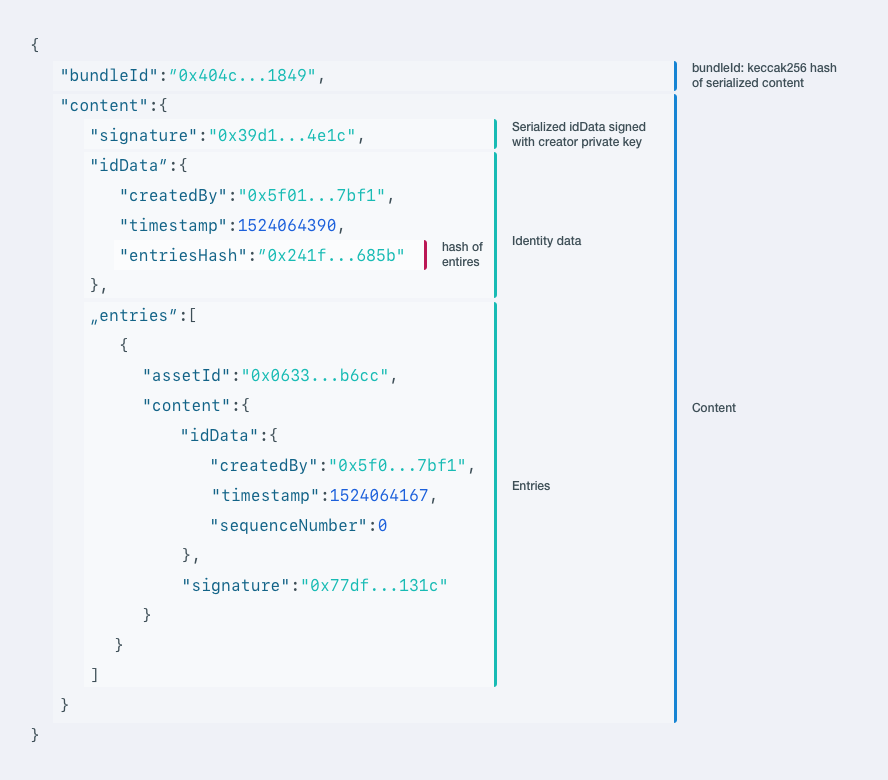 {
"bundleId":”0x404c...1849",
bundleId: keccak256 hash
of serialized content
"content":{
"signature":"0x39d1...4e1c",
Serialized idData signed
with creator private key
"idData”:{
"createdBy":"0x5f01...7bf1",
"timestamp":1524064390,
"entriesHash":”0x241f...685b"
hash of
entires
Identity data
},
„entries”:[
{
"assetId":"0x0633...b6cc",
"content":{
Content
"idData":{
"createdBy":"0x5f0...7bf1",
Entries
"timestamp":1524064167,
"sequenceNumber":0
},
"signature":"0x77df...131c"
}
}
]
}
}